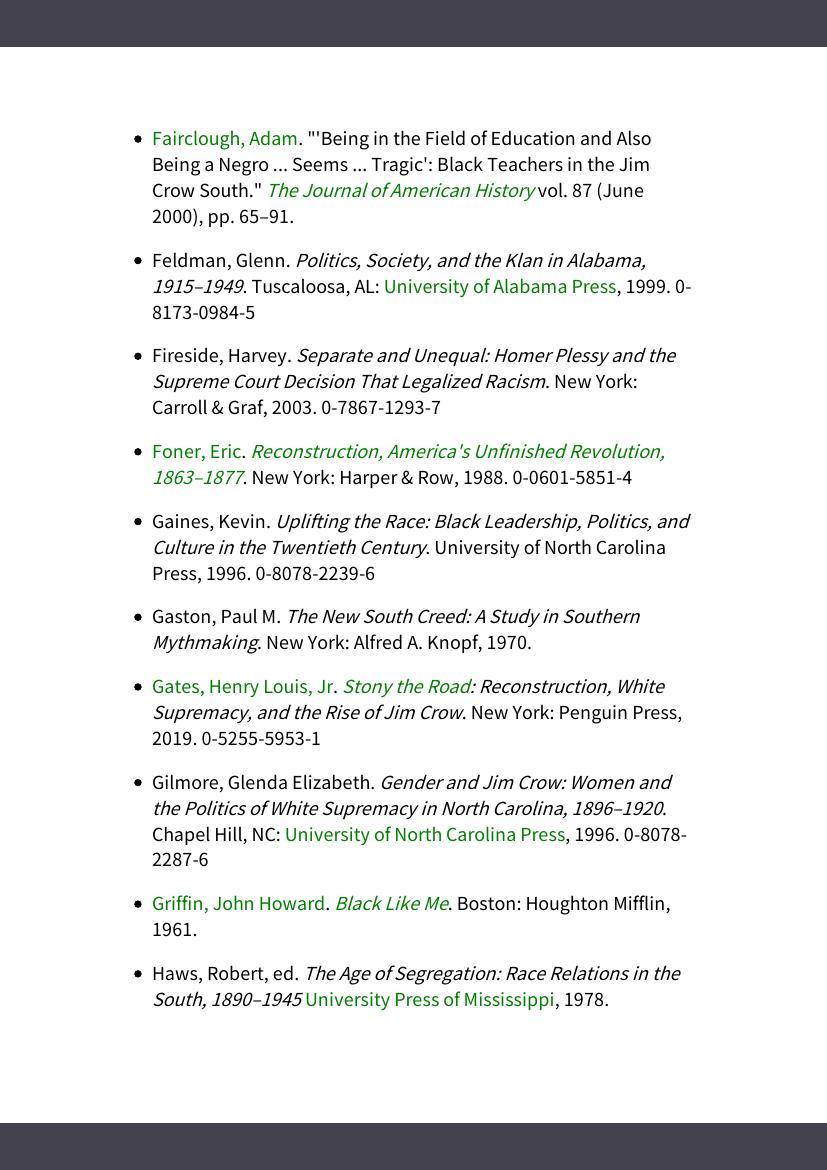 • Fairclough, Adam. "'Being in the Field of Education and Also
Being a Negro ... Seems ... Tragic': Black Teachers in the Jim
Crow South." The Journal of American History vol. 87 (June
2000), pp. 65–91.
• Feldman, Glenn. Politics, Society, and the Klan in Alabama,
1915–1949. Tuscaloosa, AL: University of Alabama Press, 1999. 0-
8173-0984-5
• Fireside, Harvey. Separate and Unequal: Homer Plessy and the
Supreme Court Decision That Legalized Racism. New York:
Carroll & Graf, 2003. 0-7867-1293-7
• Foner, Eric. Reconstruction, America's Unfinished Revolution,
1863–1877. New York: Harper & Row, 1988. 0-0601-5851-4
• Gaines, Kevin. Uplifting the Race: Black Leadership, Politics, and
Culture in the Twentieth Century. University of North Carolina
Press, 1996. 0-8078-2239-6
• Gaston, Paul M. The New South Creed: A Study in Southern
Mythmaking. New York: Alfred A. Knopf, 1970.
• Gates, Henry Louis, Jr. Stony the Road: Reconstruction, White
Supremacy, and the Rise of Jim Crow. New York: Penguin Press,
2019. 0-5255-5953-1
• Gilmore, Glenda Elizabeth. Gender and Jim Crow: Women and
the Politics of White Supremacy in North Carolina, 1896–1920.
Chapel Hill, NC: University of North Carolina Press, 1996. 0-8078-
2287-6
• Griffin, John Howard. Black Like Me. Boston: Houghton Mifflin,
1961.
• Haws, Robert, ed. The Age of Segregation: Race Relations in the
South, 1890–1945 University Press of Mississippi, 1978.